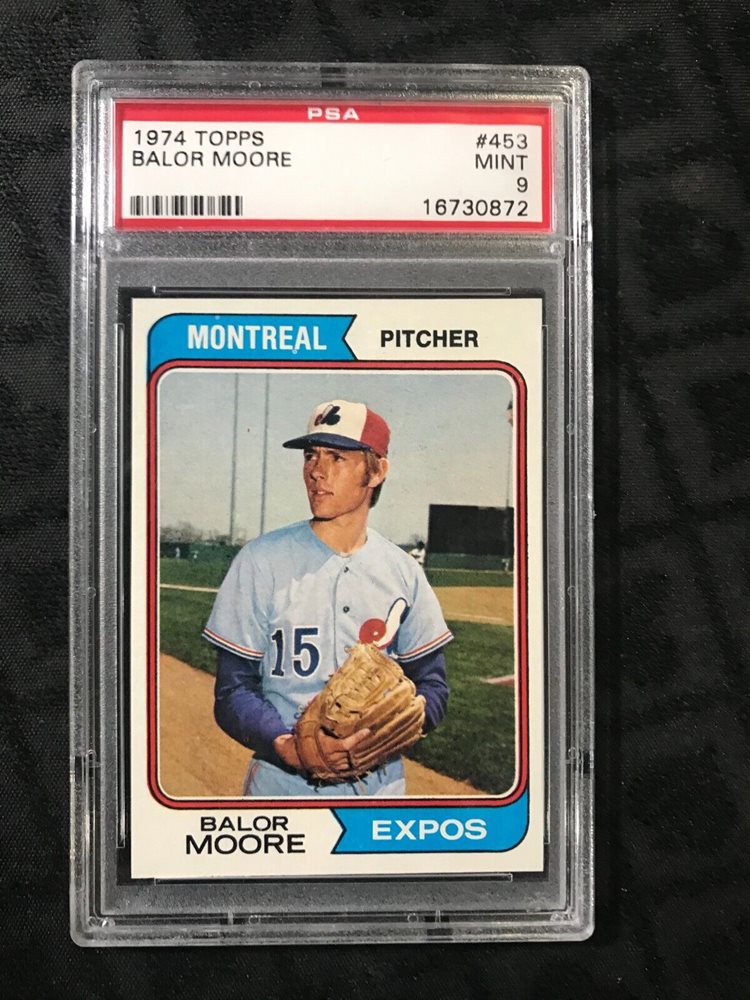 PSA
1974 TOPPS #453
BALOR MOORE MINT
9
16730872
MONTREAL PITCHER
15
BALOR
MOORE
EXPOS